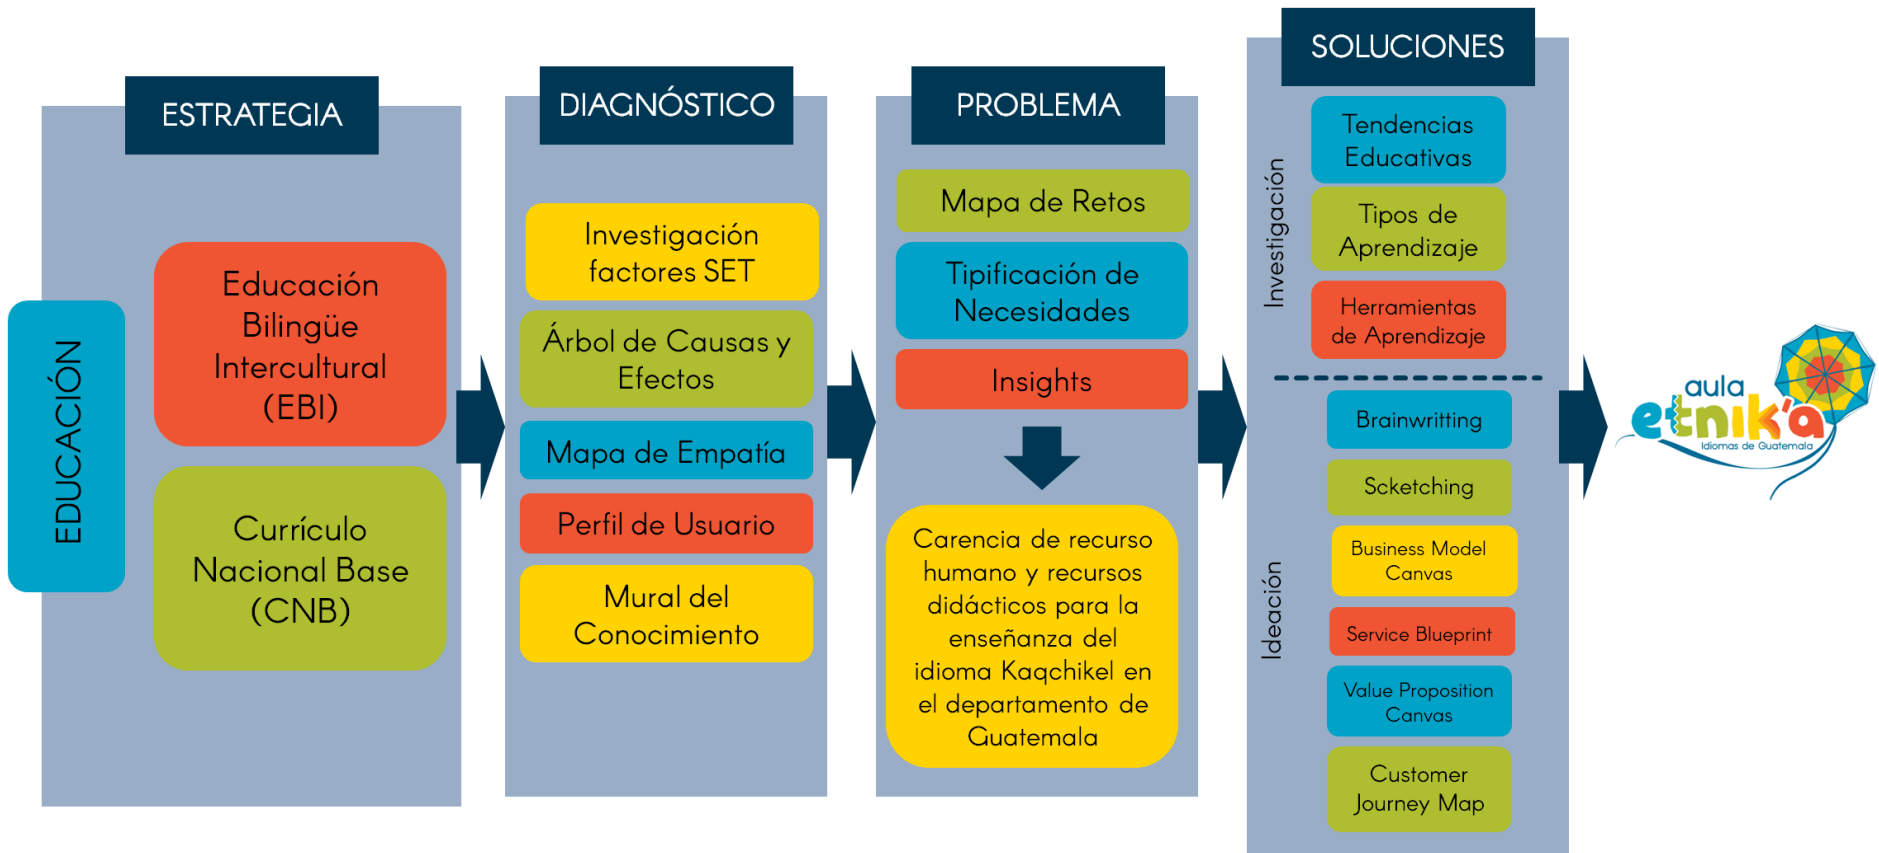 EDUCACIÓN
ESTRATEGIA
Educación
Bilingüe
Intercultural
(EBI)
Currículo
Nacional Base
(CNB)
DIAGNÓSTICO
Investigación
factores SET
Árbol de Causas y
Efectos
Mapa de Empatía
Perfil de Usuario
Mural del
Conocimiento
PROBLEMA
Mapa de Retos
Tipificación de
Necesidades
Insights
Carencia de recurso
humano y recursos
didácticos para la
enseñanza del
idioma Kaqchikel en
el departamento de
Guatemala
SOLUCIONES
Investigación
Tendencias
Educativas
Tipos de
Aprendizaje
Herramientas
de Aprendizaje
Ideación
Brainwritting
Scketching
Business Model
Canvas
Service Blueprint
Value Proposition
Canvas
Customer
Journey Map
aula
etnik'a
Idiomas de Guatemala